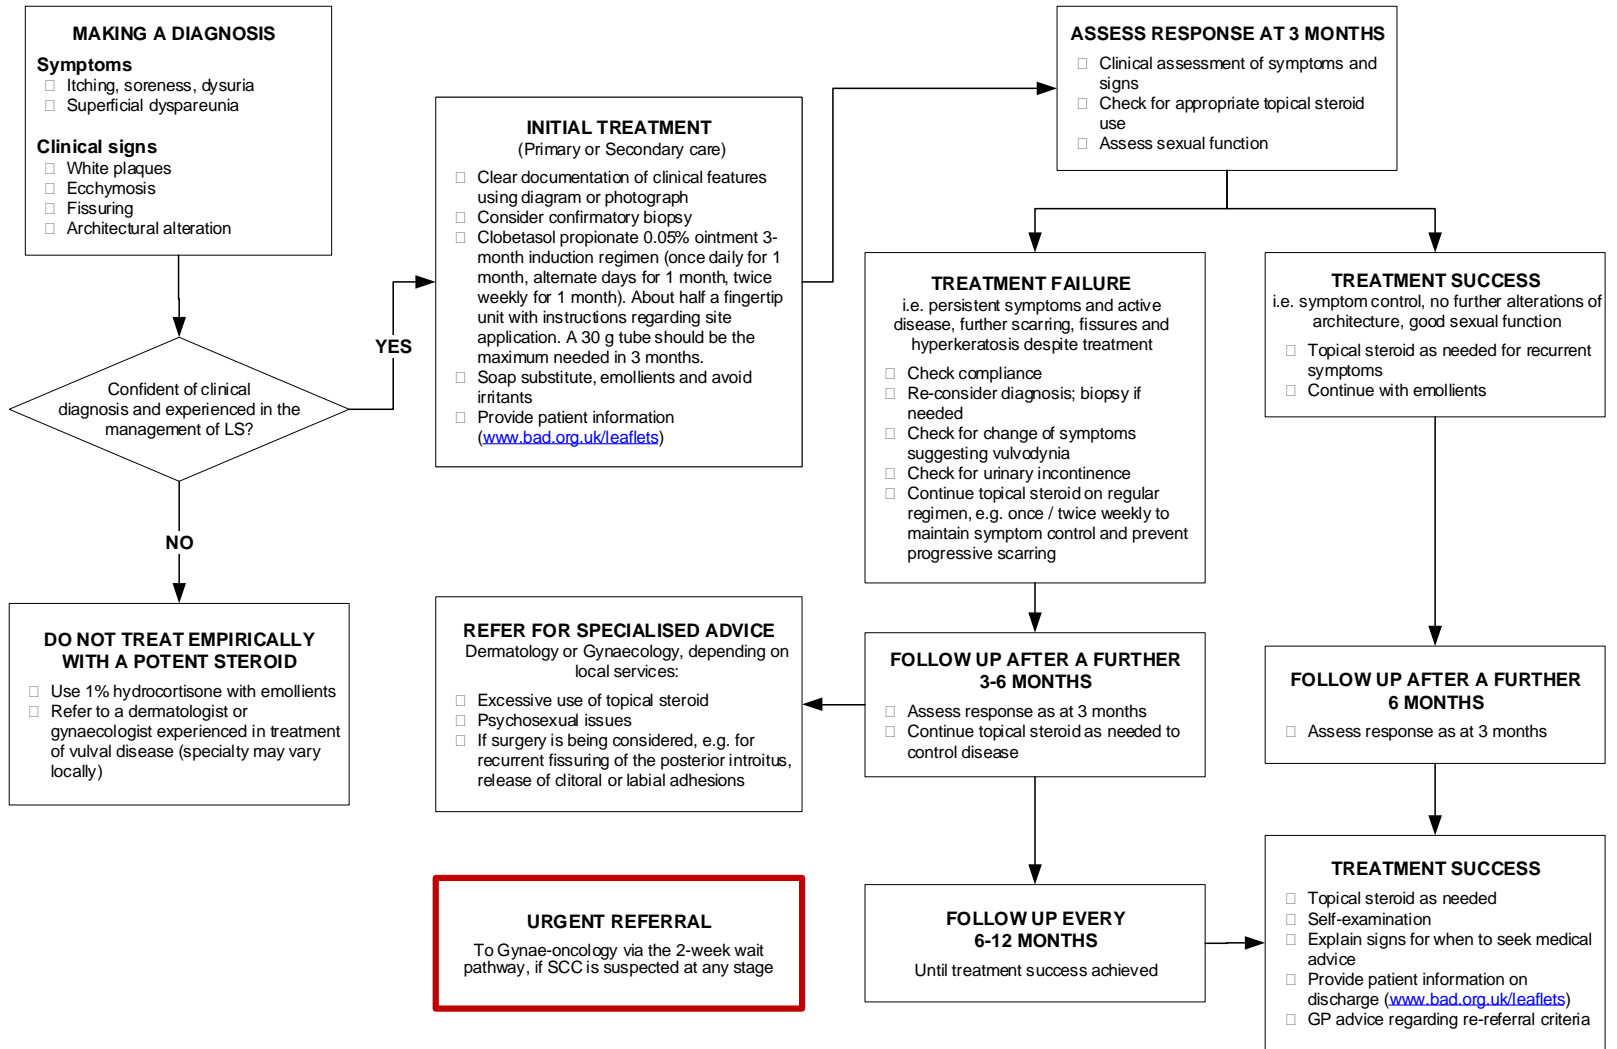 MAKING A DIAGNOSIS
Symptoms
Itching, soreness, dysuria
Superficial dyspareunia
Clinical signs
White plaques
Ecchymosis
Fissuring
Architectural alteration
Confident of clinical
diagnosis and experienced in the
management of LS?
YES
NO
DO NOT TREAT EMPIRICALLY
WITH A POTENT STEROID
Use 1% hydrocortisone with emollients
Refer to a dermatologist or
gynaecologist experienced in treatment
of vulval disease (specialty may vary
locally)
INITIAL TREATMENT
(Primary or Secondary care)
Clear documentation of clinical features
using diagram or photograph
Consider confirmatory biopsy
Clobetasol propionate 0.05% ointment 3-
month induction regimen (once daily for 1
month, alternate days for 1 month, twice
weekly for 1 month). About half a fingertip
unit with instructions regarding site
application. A 30 g tube should be the
maximum needed in 3 months.
Soap substitute, emollients and avoid
irritants
Provide patient information
(www.bad.org.uk/leaflets)
ASSESS RESPONSE AT 3 MONTHS
Clinical assessment of symptoms and
signs
Check for appropriate topical steroid
use
Assess sexual function
TREATMENT FAILURE
i.e. persistent symptoms and active
disease, further scarring, fissures and
hyperkeratosis despite treatment
Check compliance
Re-consider diagnosis; biopsy if
needed
Check for change of symptoms
suggesting vulvodynia
Check for urinary incontinence
Continue topical steroid on regular
regimen, e.g. once / twice weekly to
maintain symptom control and prevent
progressive scarring
TREATMENT SUCCESS
i.e. symptom control, no further alterations of
architecture, good sexual function
Topical steroid as needed for recurrent
symptoms
Continue with emollients
REFER FOR SPECIALISED ADVICE
Dermatology or Gynaecology, depending on
local services:
Excessive use of topical steroid
Psychosexual issues
If surgery is being considered, e.g. for
recurrent fissuring of the posterior introitus,
release of clitoral or labial adhesions
FOLLOW UP AFTER A FURTHER
3-6 MONTHS
Assess response as at 3 months
Continue topical steroid as needed to
control disease
FOLLOW UP AFTER A FURTHER
6 MONTHS
Assess response as at 3 months
URGENT REFERRAL
To Gynae-oncology via the 2-week wait
pathway, if SCC is suspected at any stage
FOLLOW UP EVERY
6-12 MONTHS
Until treatment success achieved
TREATMENT SUCCESS
Topical steroid as needed
Self-examination
Explain signs for when to seek medical
advice
Provide patient information on
discharge (www.bad.org.uk/leaflets)
GP advice regarding re-referral criteria